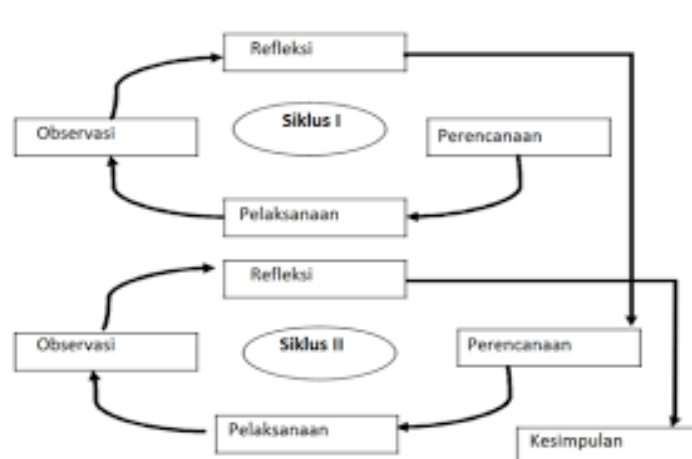 Refleksi
Siklus I
Observasi
Perencanaan
Pelaksanaan
Refleksi
Siklus II
Observasi
Perencanaan
Pelaksanaan
Kesimpulan